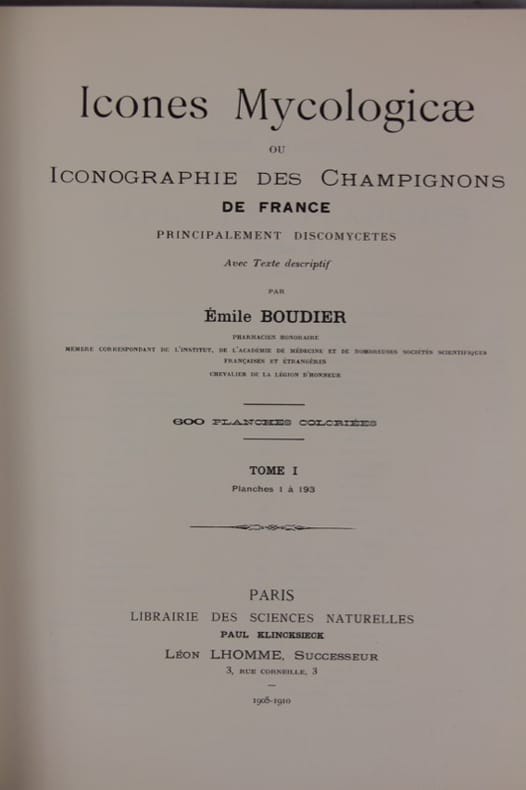 Icones Mycologicæ
OU
ICONOGRAPHIE DES CHAMPIGNONS
DE FRANCE
PRINCIPALEMENT DISCOMYCETES
Avec Texte descriptif
PAR
Émile BOUDIER
PHARMACIEN HONORAIRE
MEMBRE CORRESPONDANT DE L'INSTITUT, DE L'ACADÉMIE DE MÉDECINE ET DE NOMBREUSES SOCIÉTÉS SCIENTIFIQUES
FRANÇAISES ET ÉTRANGÈRES
CHEVALIER DE LA LÉGION D'HONNEUR
600 PLANCHES COLORIÉES
TOME I
Planches 1 à 193
PARIS
LIBRAIRIE DES SCIENCES NATURELLES
PAUL KLINCKSIECK
LÉON LHOMME, SUCCESSEUR
3, RUE CORNEILLE, 3
1905-1910